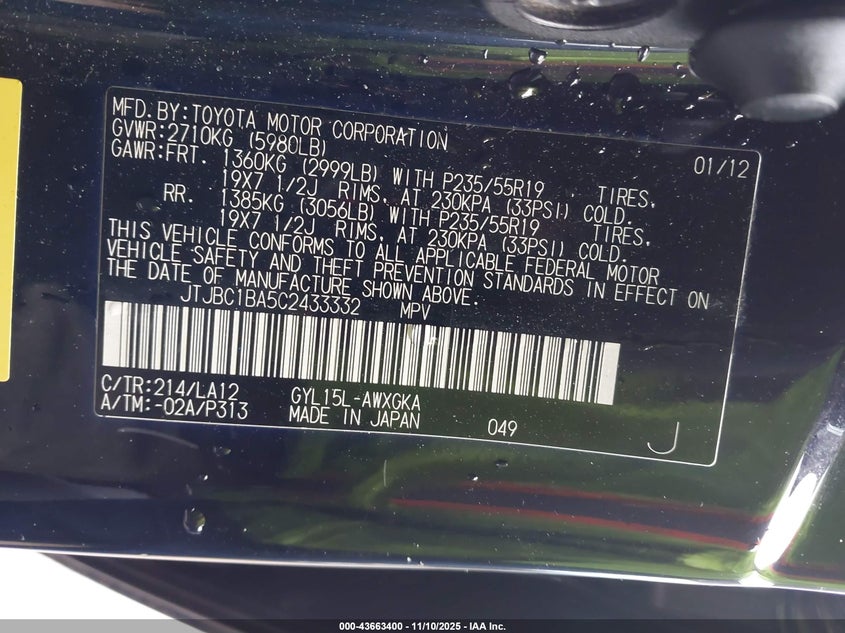 MFD.BY:TOYOTA MOTOR CORPORATION 01/12
GVWR:2710KG (5980LB)
GAWR:FRT. 1360KG (2999LB) WITH P235/55R19 TIRES,
19X7 1/2J RIMS, AT 230KPA (33PSI) COLD.
RR. 1385KG (3056LB) WITH P235/55R19 TIRES,
19X7 1/2J RIMS, AT 230KPA (33PSI) COLD.
THIS VEHICLE CONFORMS TO ALL APPLICABLE FEDERAL MOTOR
VEHICLE SAFETY AND THEFT PREVENTION STANDARDS IN EFFECT ON
THE DATE OF MANUFACTURE SHOWN ABOVE.
JTJBC1BA5C2433332 MPV
C/TR:214/LA12 GYL15L-AWXGKA
A/TM:-02A/P313 MADE IN JAPAN 049 J
000-43663400 - 11/10/2025 - IAA Inc.